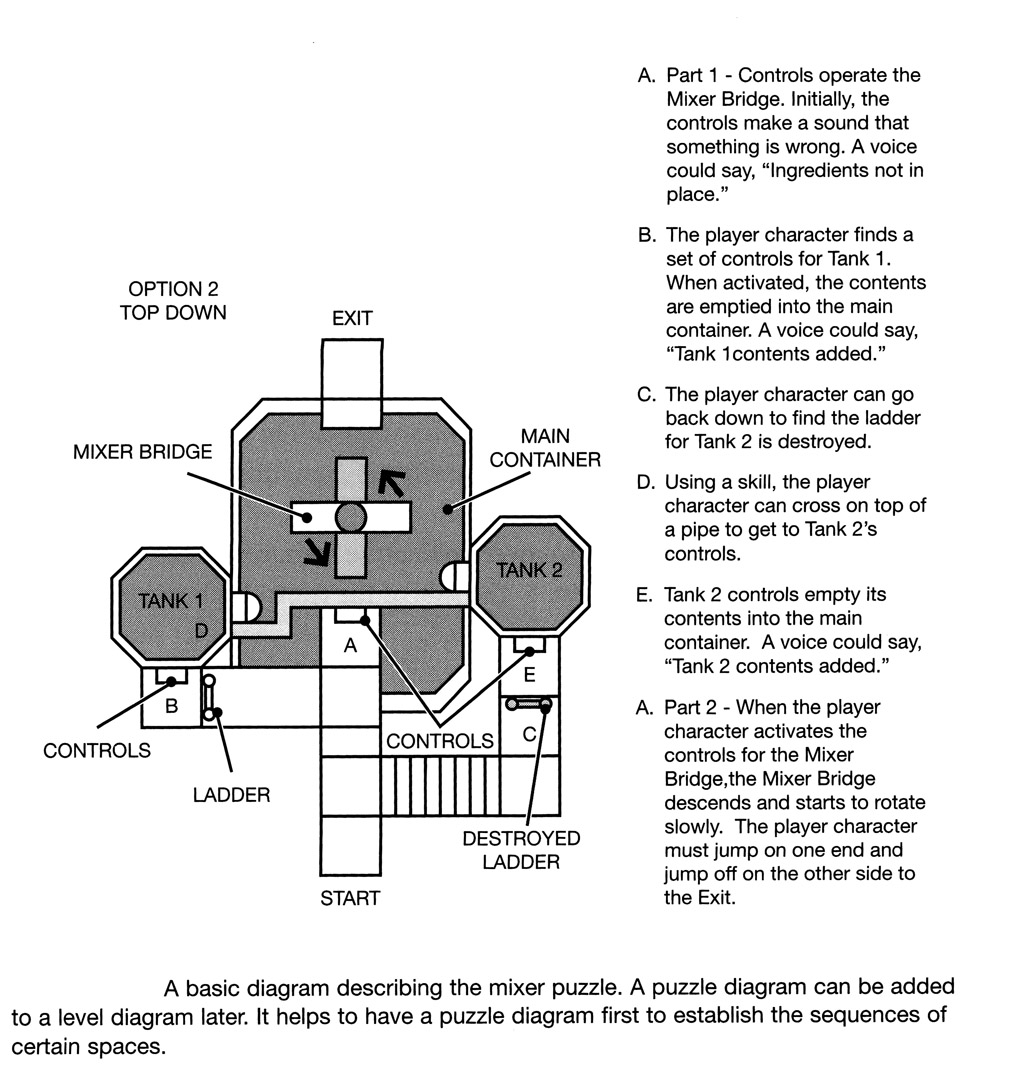 A. Part 1 - Controls operate the
Mixer Bridge. Initially, the
controls make a sound that
something is wrong. A voice
could say, “Ingredients not in
place.”
B. The player character finds a
set of controls for Tank 1.
When activated, the contents
are emptied into the main
container. A voice could say,
“Tank 1contents added.”
C. The player character can go
back down to find the ladder
for Tank 2 is destroyed.
D. Using a skill, the player
character can cross on top of
a pipe to get to Tank 2’s
controls.
E. Tank 2 controls empty its
contents into the main
container. A voice could say,
“Tank 2 contents added.”
A. Part 2 - When the player
character activates the
controls for the Mixer
Bridge,the Mixer Bridge
descends and starts to rotate
slowly. The player character
must jump on one end and
jump off on the other side to
the Exit.
OPTION 2
TOP DOWN
EXIT
MIXER BRIDGE
MAIN
CONTAINER
TANK 1
D
TANK 2
A
B
E
C
CONTROLS
CONTROLS
LADDER
DESTROYED
LADDER
START
A basic diagram describing the mixer puzzle. A puzzle diagram can be added
to a level diagram later. It helps to have a puzzle diagram first to establish the sequences of
certain spaces.